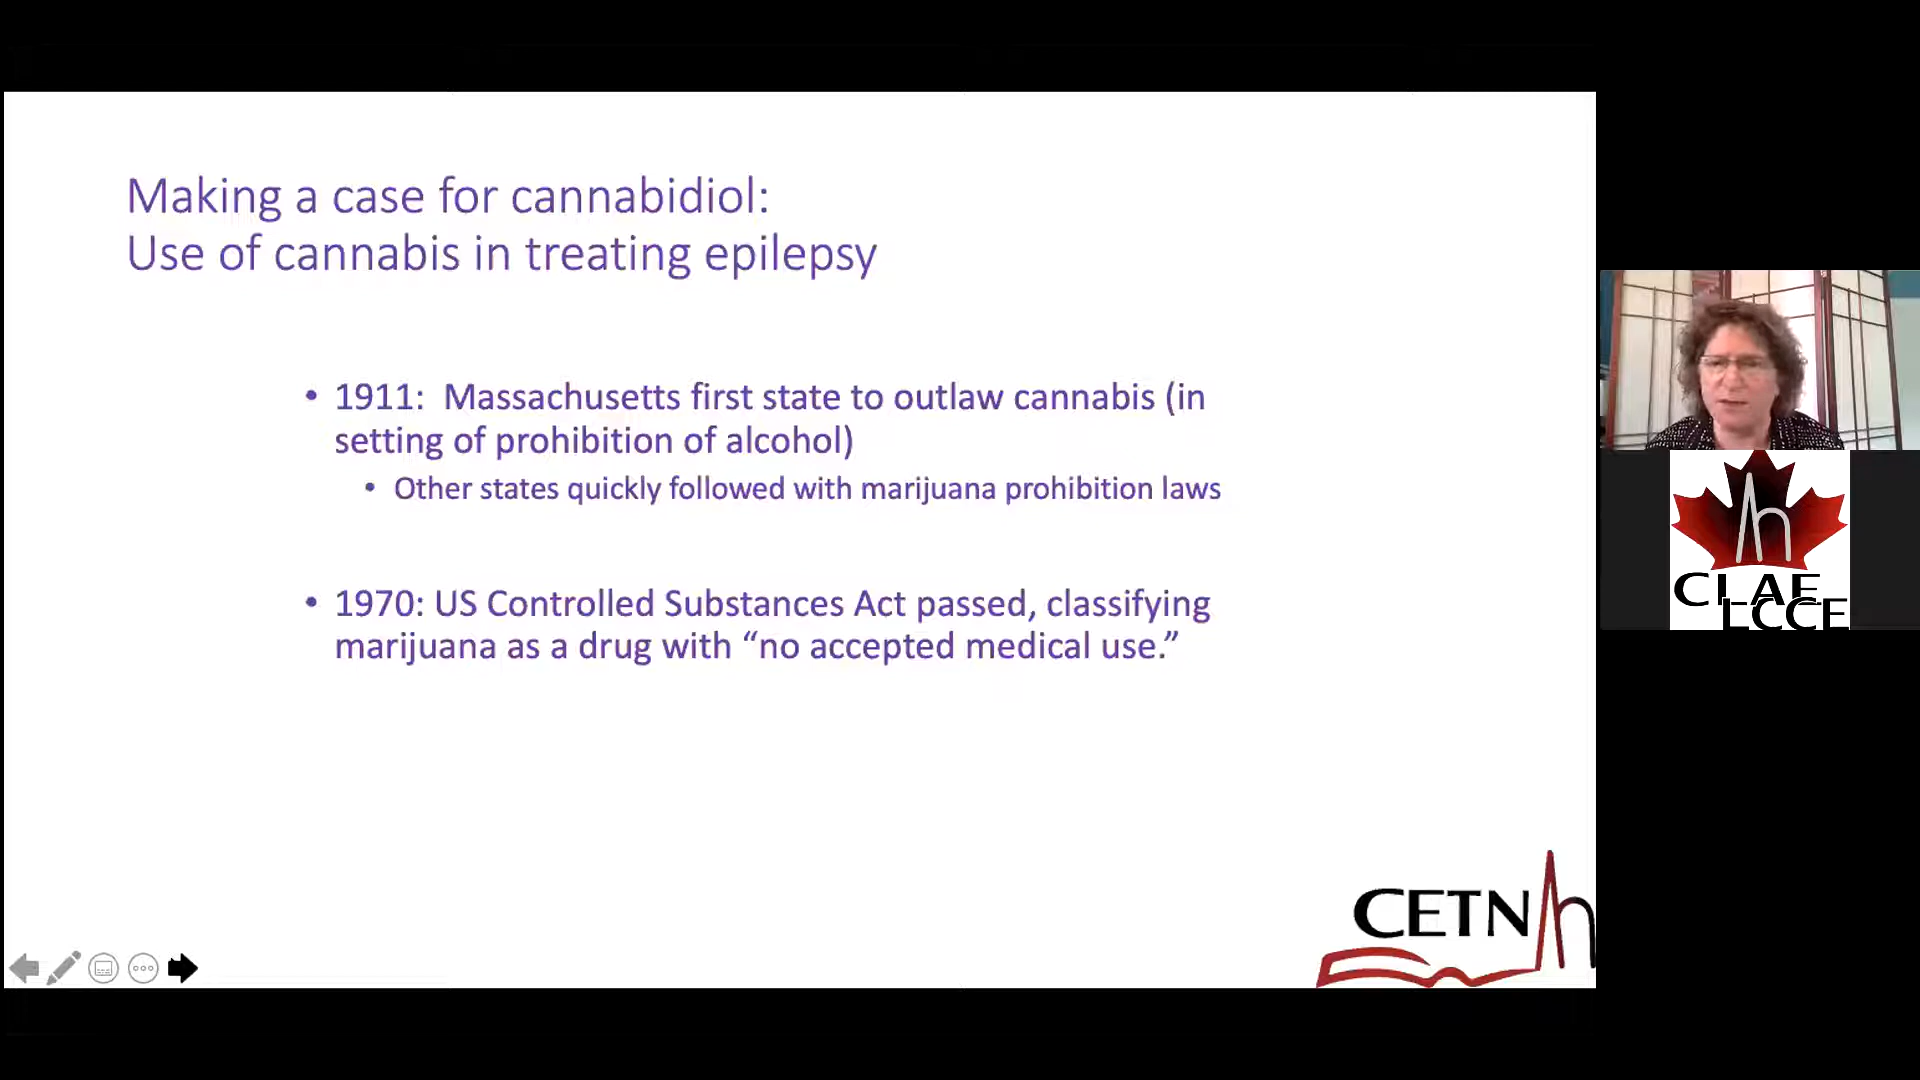 Making a case for cannabidiol:
Use of cannabis in treating epilepsy
• 1911:  Massachusetts first state to outlaw cannabis (in
setting of prohibition of alcohol)
• Other states quickly followed with marijuana prohibition laws
• 1970: US Controlled Substances Act passed, classifying
marijuana as a drug with “no accepted medical use.”
CETN
CLAE
LCCE